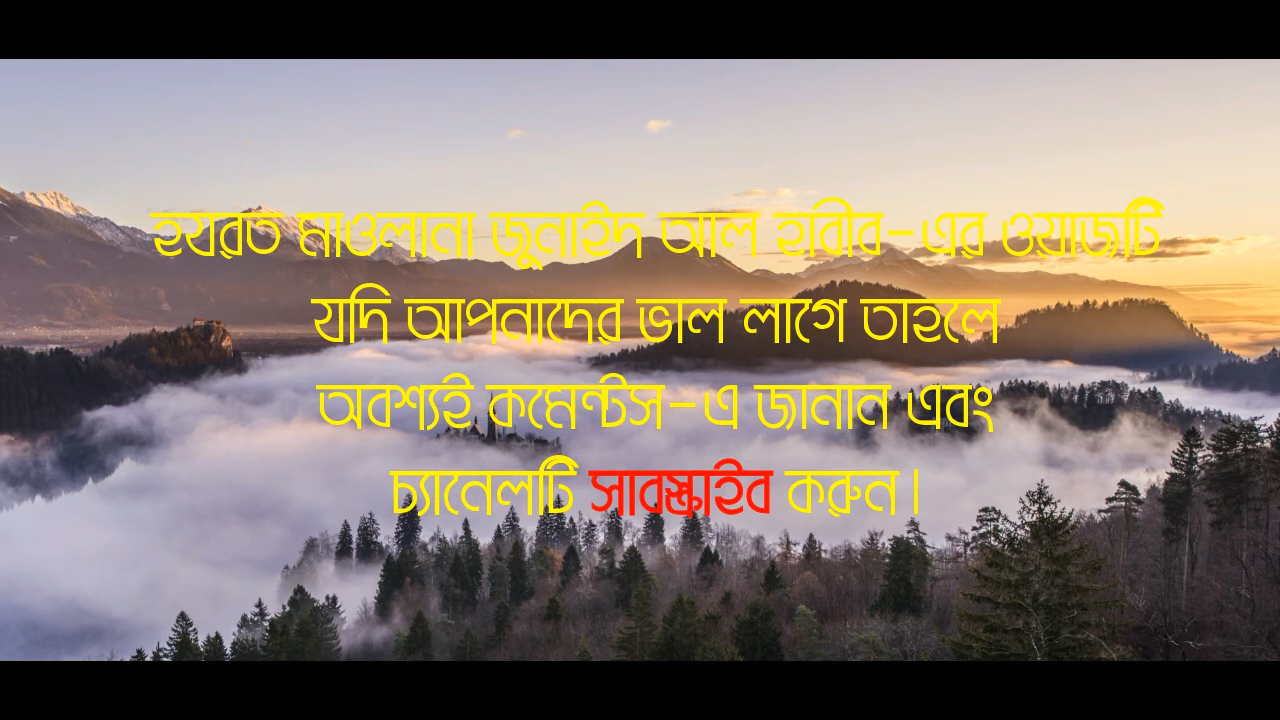 হযরত মাওলানা জুনাইদ আল হাবীব-এর ওয়াজটি
যদি আপনাদের ভাল লাগে তাহলে
অবশ্যই কমেন্টস-এ জানান এবং
চ্যানেলটি সাবস্ক্রাইব করুন।